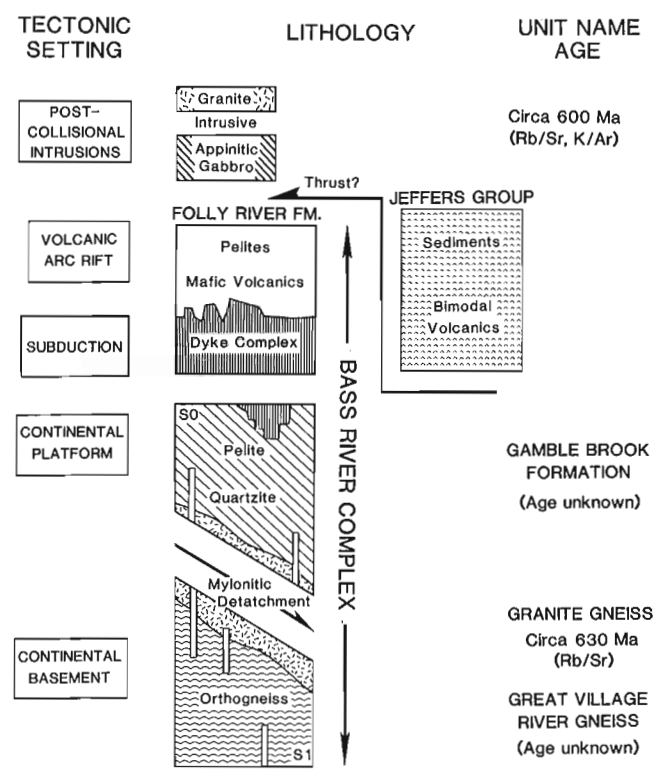 TECTONIC
SETTING
LITHOLOGY
UNIT NAME
AGE
POST-
COLLISIONAL
INTRUSIONS
Granite
Intrusive
Appinitic
Gabbro
Circa 600 Ma
(Rb/Sr, K/Ar)
Thrust?
JEFFERS GROUP
FOLLY RIVER FM.
VOLCANIC
ARC RIFT
Pelites
Mafic Volcanics
Sediments
Bimodal
Volcanics
SUBDUCTION
Dyke Complex
BASS RIVER COMPLEX
S0
CONTINENTAL
PLATFORM
Pelite
Quartzite
GAMBLE BROOK
FORMATION
(Age unknown)
Mylonitic
Detatchment
GRANITE GNEISS
Circa 630 Ma
(Rb/Sr)
CONTINENTAL
BASEMENT
Orthogneiss
S1
GREAT VILLAGE
RIVER GNEISS
(Age unknown)